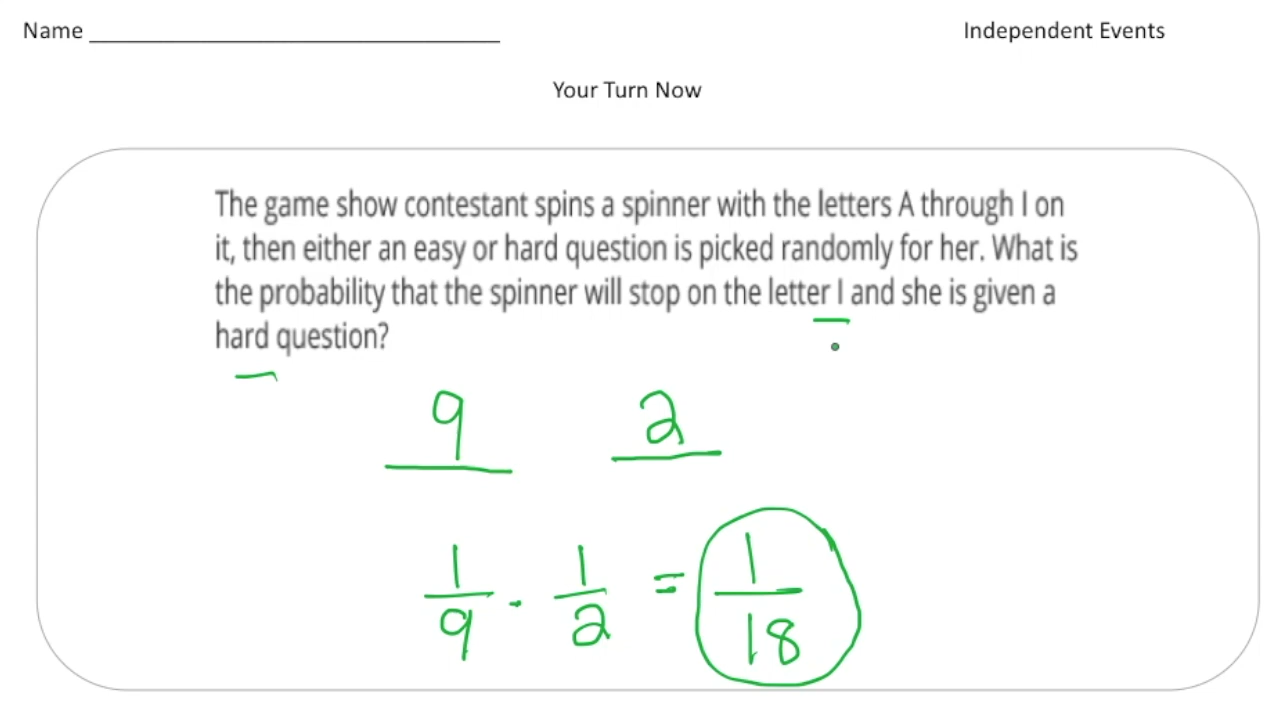 Name ________________________________ Independent Events
Your Turn Now
The game show contestant spins a spinner with the letters A through I on
it, then either an easy or hard question is picked randomly for her. What is
the probability that the spinner will stop on the letter I and she is given a
hard question?
9 2
1/9 · 1/2 = 1/18